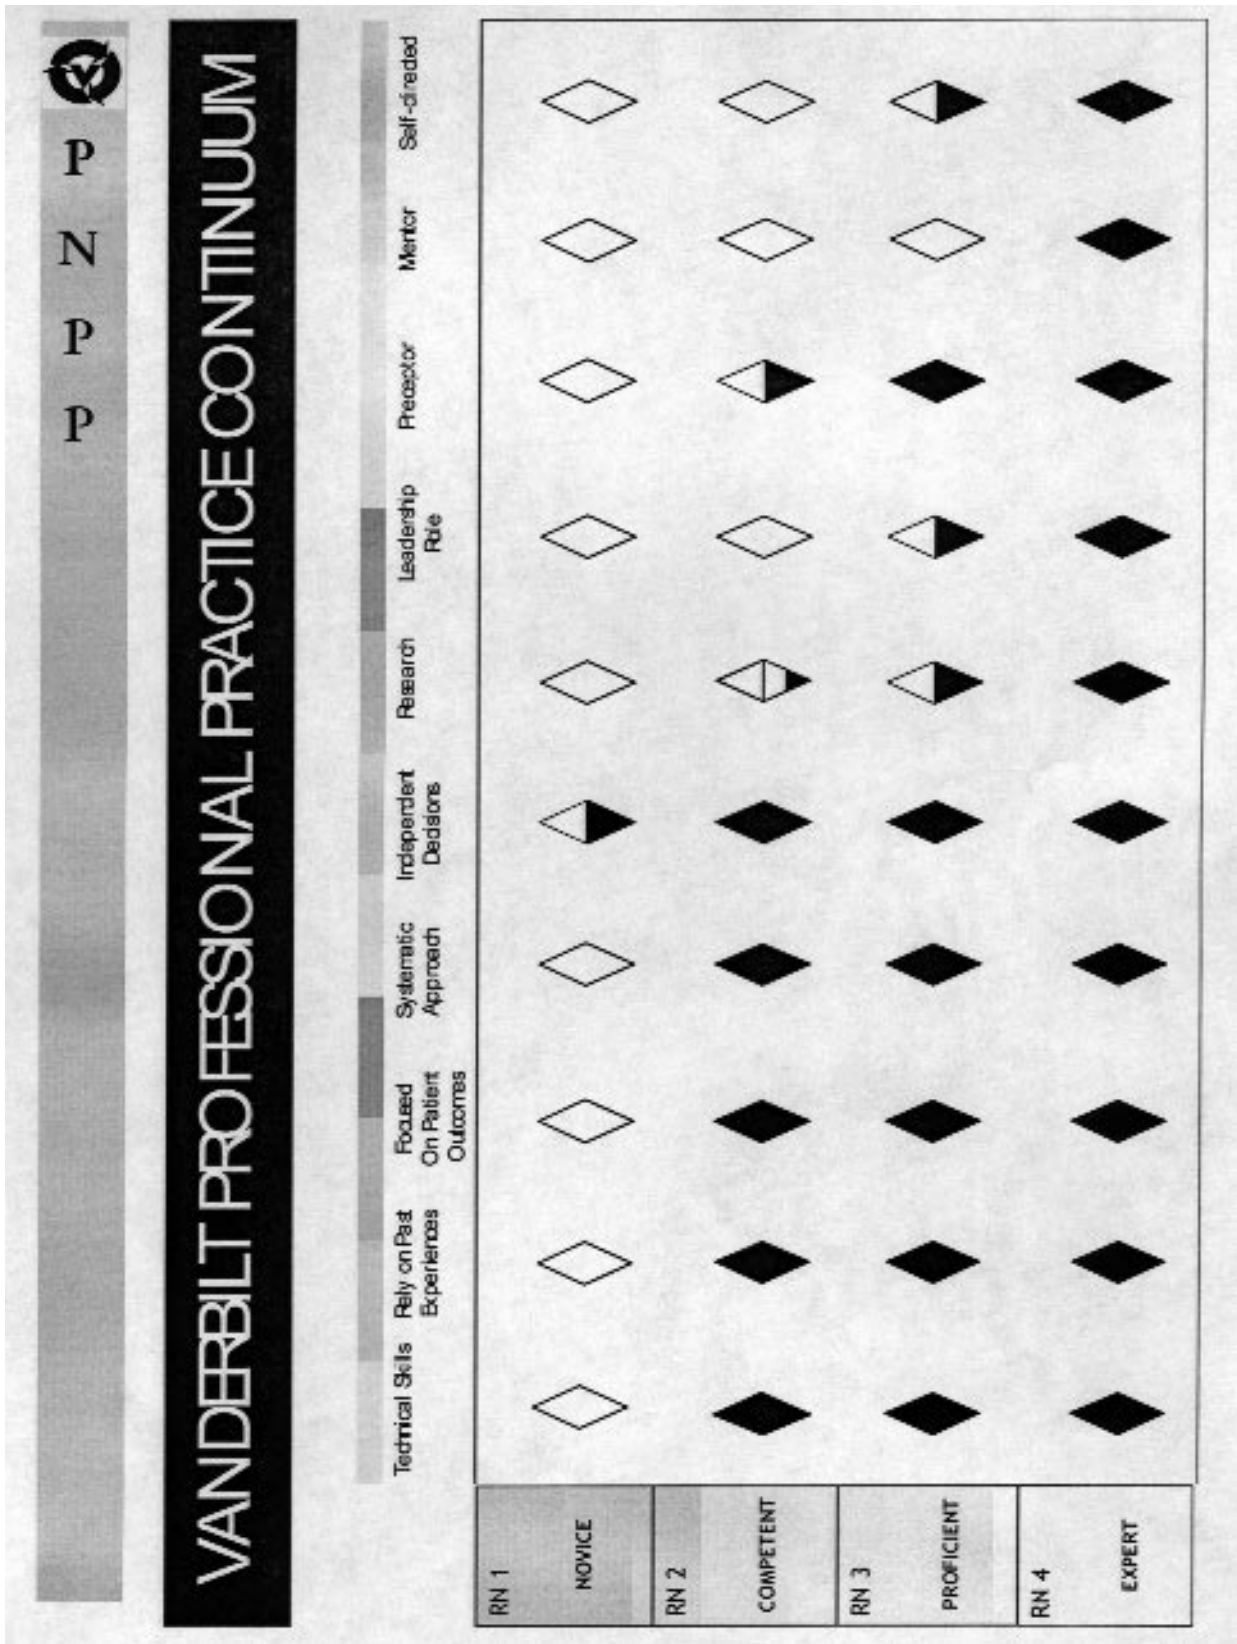 P N P P
V
VANDERBILT PROFESSIONAL PRACTICE CONTINUUM
Technical Skills
Rely on Past
Experiences
Focused
On Patient
Outcomes
Systematic
Approach
Independent
Decisions
Research
Leadership
Role
Preceptor
Mentor
Self-directed
RN 1
NOVICE
RN 2
COMPETENT
RN 3
PROFICIENT
RN 4
EXPERT